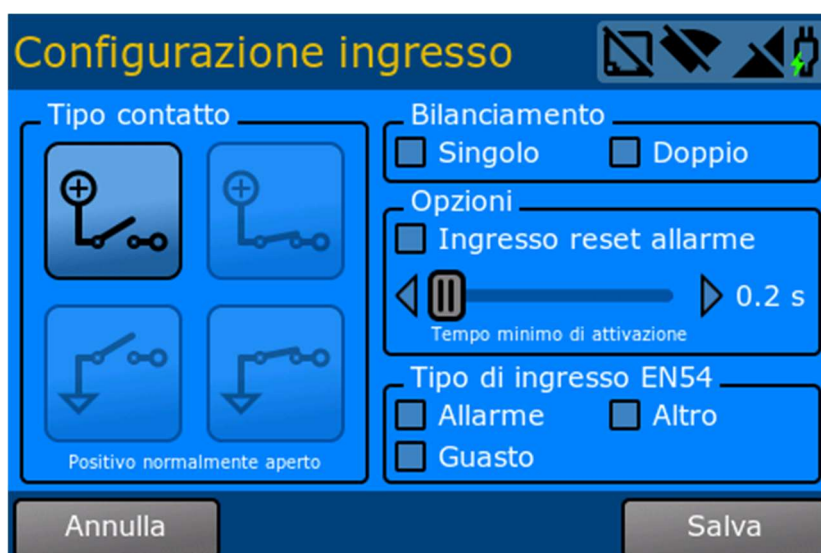 Configurazione ingresso
Tipo contatto
Positivo normalmente aperto
Bilanciamento
Singolo Doppio
Opzioni
Ingresso reset allarme
0.2 s
Tempo minimo di attivazione
Tipo di ingresso EN54
Allarme Altro
Guasto
Annulla Salva